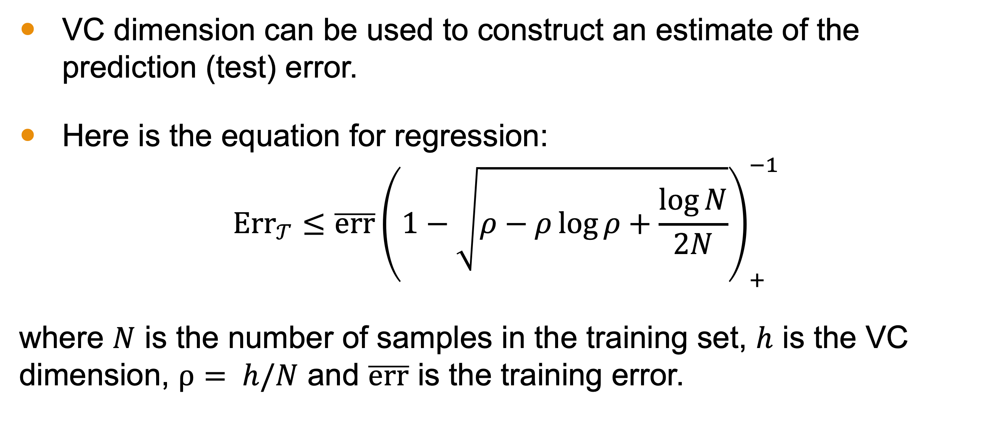 • VC dimension can be used to construct an estimate of the
prediction (test) error.
• Here is the equation for regression:
$\mathrm{Err}_{\mathcal{T}} \leq \overline{\mathrm{err}} \left( 1 - \sqrt{\rho - \rho \log \rho + \frac{\log N}{2N}} \right)_{+}^{-1}$
where $N$ is the number of samples in the training set, $h$ is the VC
dimension, $\rho = h/N$ and $\overline{\mathrm{err}}$ is the training error.